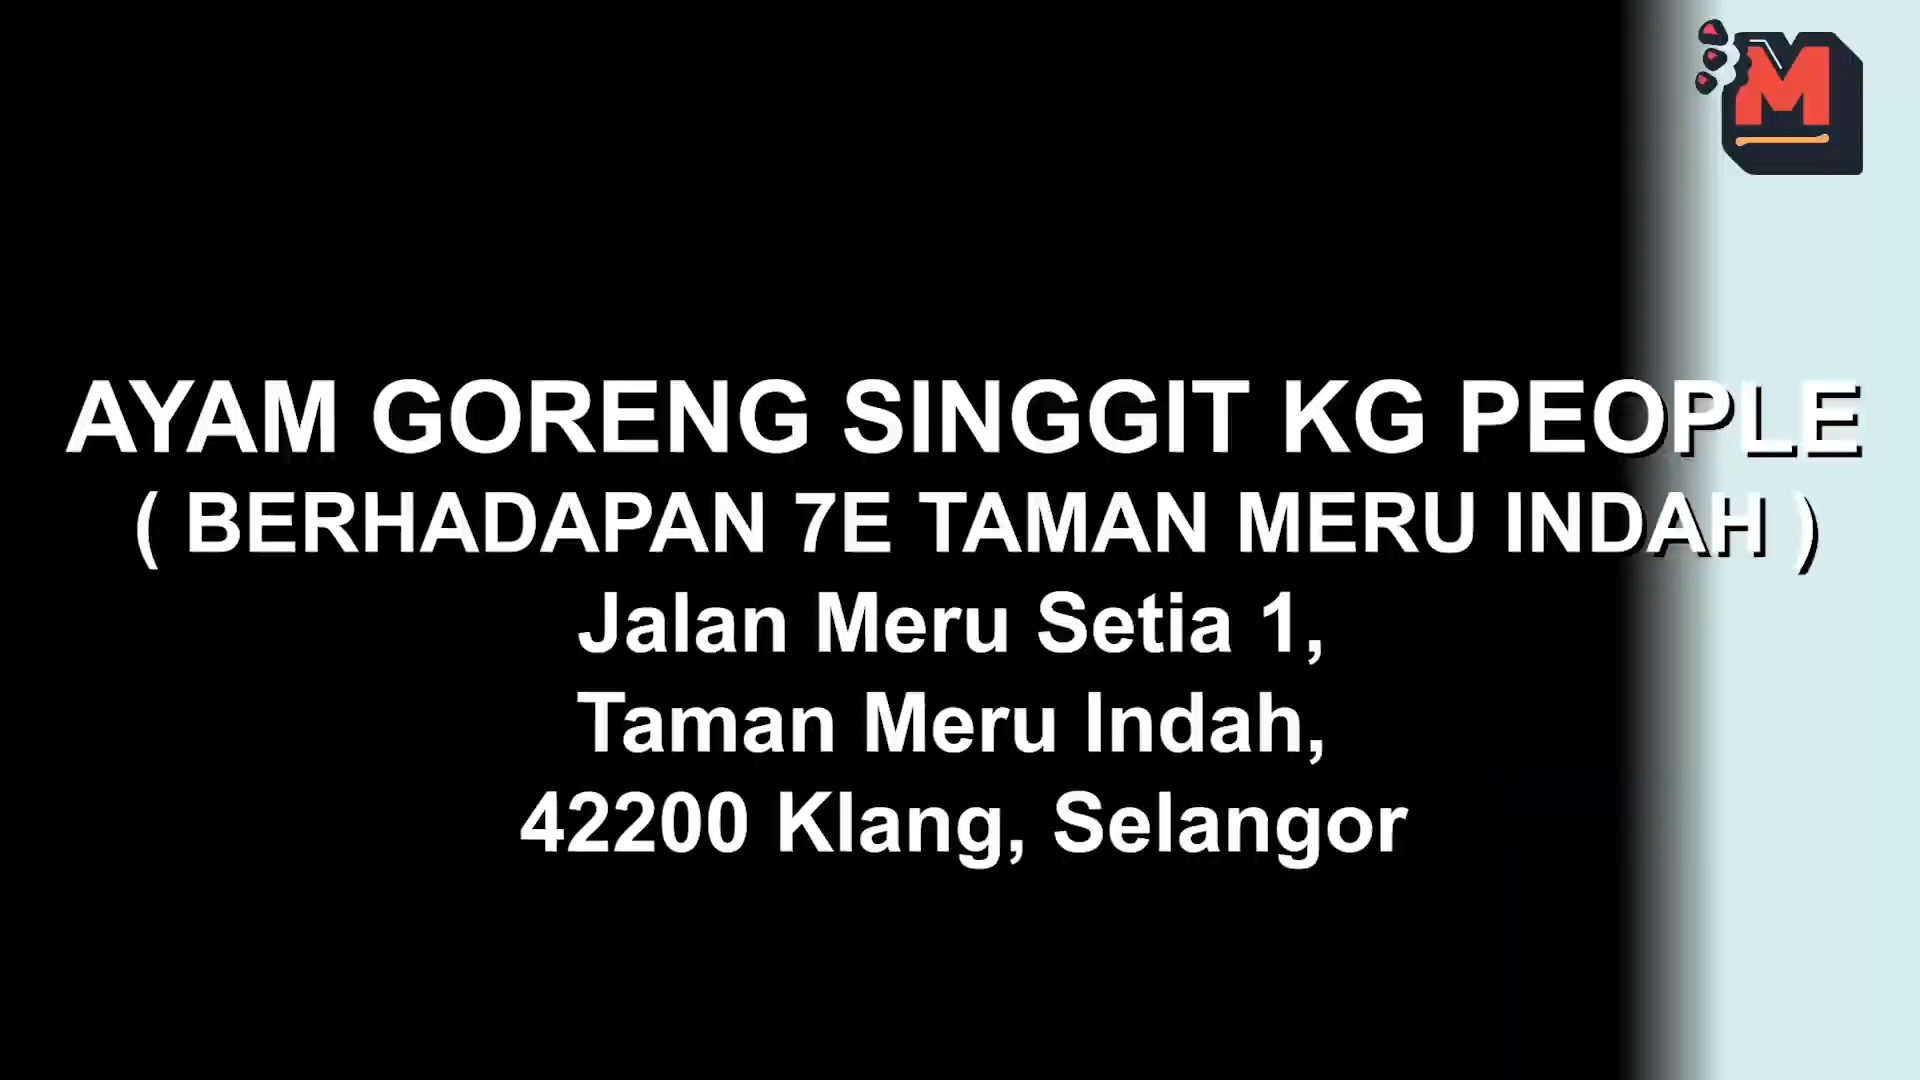 M
AYAM GORENG SINGGIT KG PEOPLE
( BERHADAPAN 7E TAMAN MERU INDAH )
Jalan Meru Setia 1,
Taman Meru Indah,
42200 Klang, Selangor